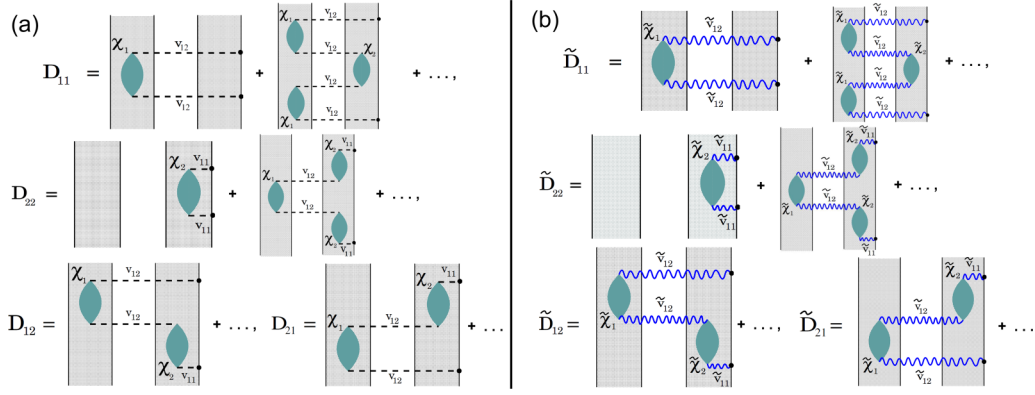 (a)
χ₁ v₁₂ χ₁ v₁₂ χ₂
D₁₁ = + v₁₂ + ...,
v₁₂ v₁₂
χ₁ v₁₂
χ₂ v₁₁ χ₂ v₁₁
D₂₂ = + χ₁ v₁₂ + ...,
v₁₁ v₁₂
χ₂ v₁₁
χ₁ v₁₂ χ₂ v₁₁
D₁₂ = v₁₂ + ..., D₂₁ = χ₁ v₁₂ + ...
χ₂ v₁₁ v₁₂
(b)
χ̃₁ ṽ₁₂ χ̃₁ ṽ₁₂
D̃₁₁ = + ṽ₁₂ χ̃₂ + ...,
ṽ₁₂ χ̃₁ ṽ₁₂
ṽ₁₂
χ̃₂ ṽ₁₁ χ̃₂ ṽ₁₁
D̃₂₂ = + ṽ₁₂ + ...,
ṽ₁₁ χ̃₁ ṽ₁₂ χ̃₂
ṽ₁₁
ṽ₁₂ χ̃₂ ṽ₁₁
D̃₁₂ = χ̃₁ ṽ₁₂ + ..., D̃₂₁ = ṽ₁₂ + ...
χ̃₂ ṽ₁₁ χ̃₁ ṽ₁₂